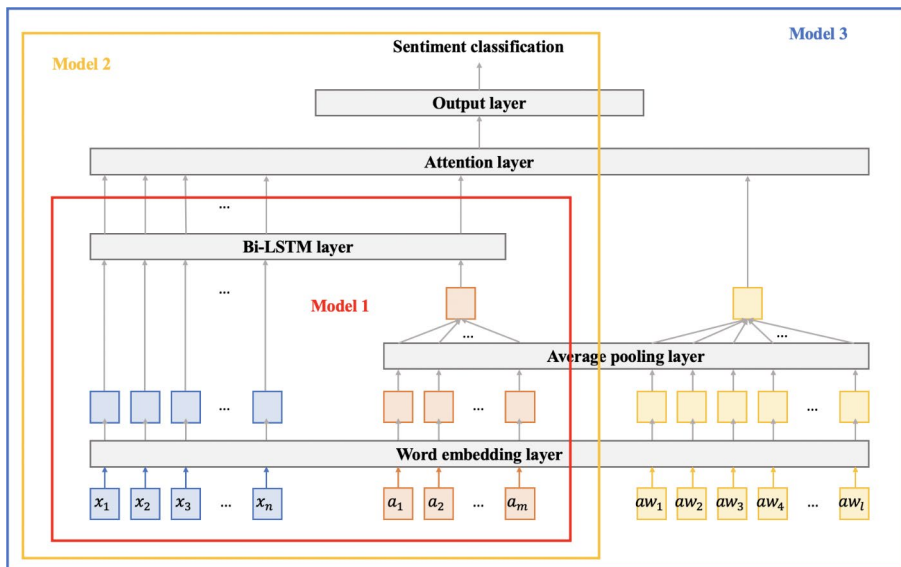 Model 3
Sentiment classification
Model 2
Output layer
Attention layer
...
Bi-LSTM layer
...
Model 1
... ...
Average pooling layer
... ... ...
Word embedding layer
x₁ x₂ x₃ ... xₙ a₁ a₂ ... aₘ aw₁ aw₂ aw₃ aw₄ ... awₗ